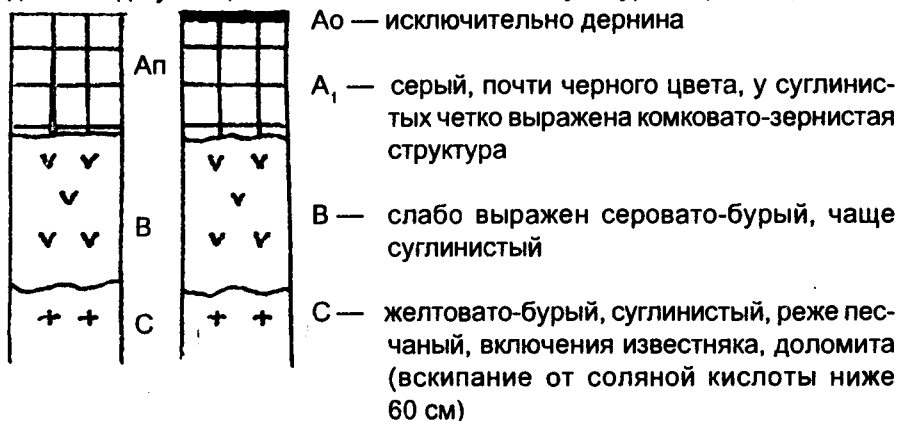 Ао — исключительно дернина
Ап
А₁ — серый, почти черного цвета, у суглинис-
тых четко выражена комковато-зернистая
структура
В
В — слабо выражен серовато-бурый, чаще
суглинистый
С
С — желтовато-бурый, суглинистый, реже пес-
чаный, включения известняка, доломита
(вскипание от соляной кислоты ниже
60 см)